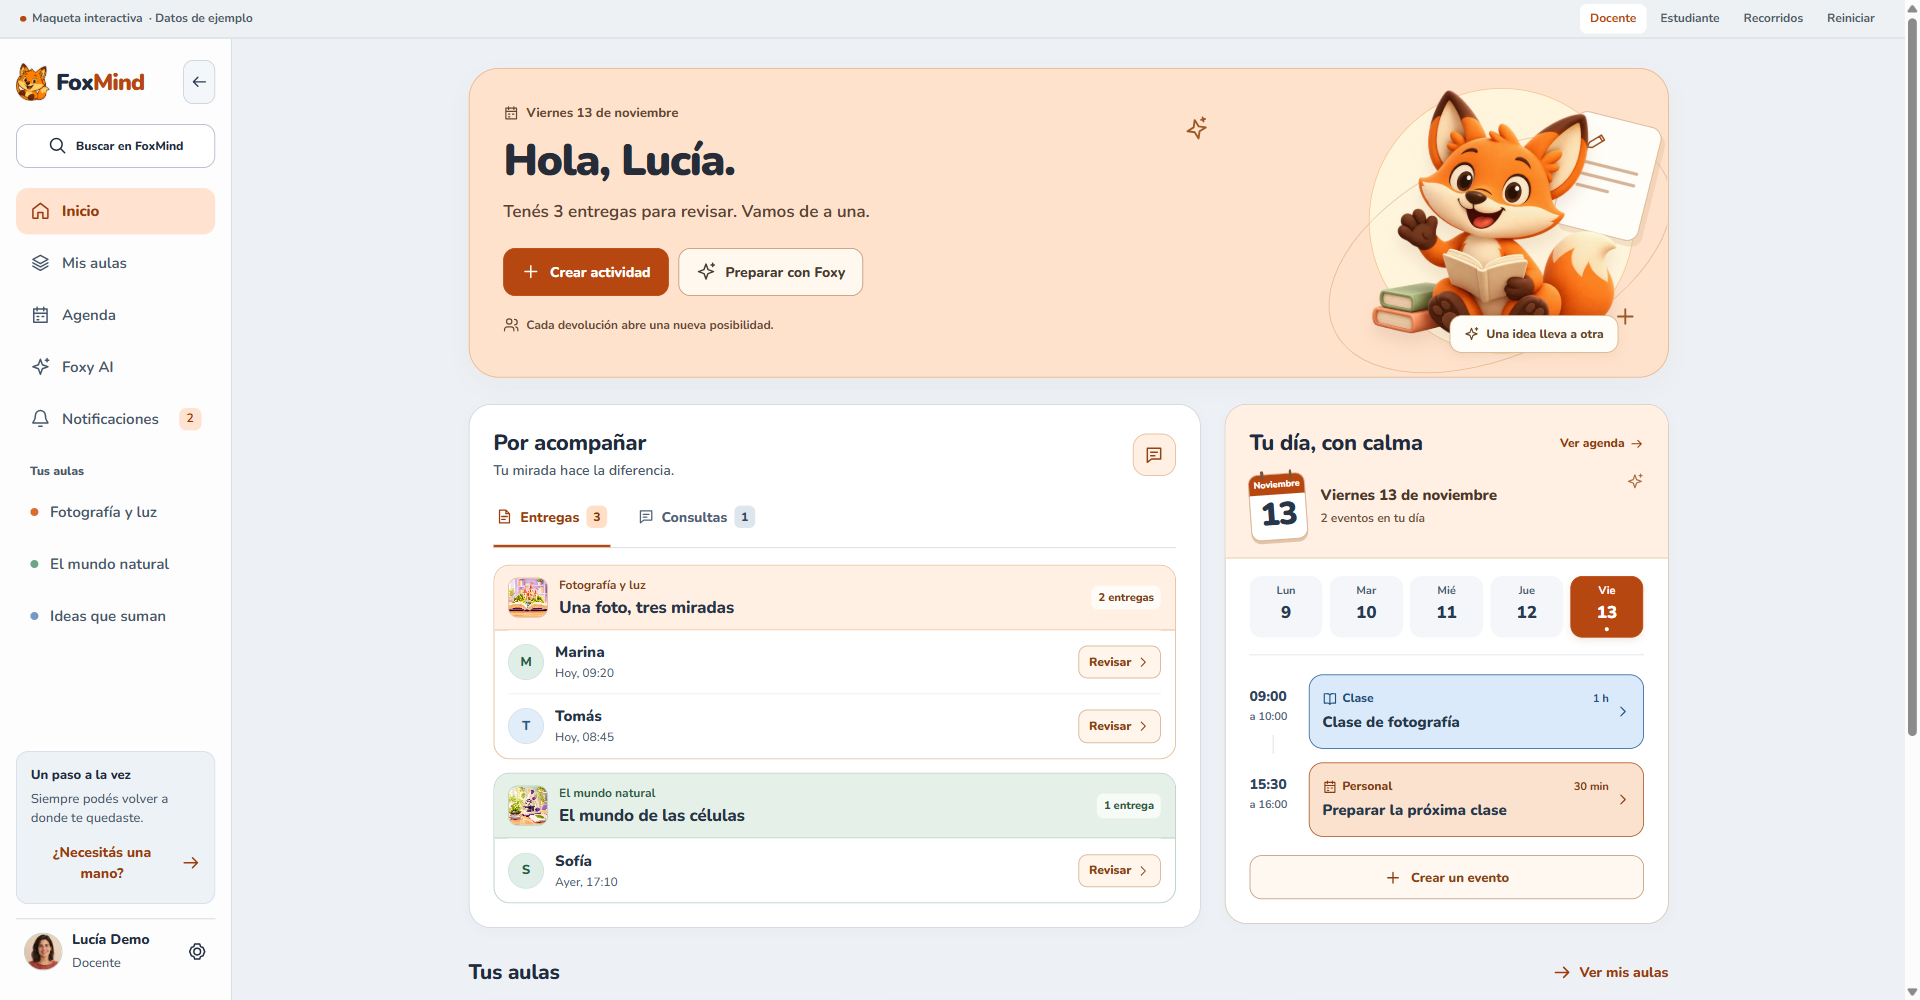 Maqueta interactiva · Datos de ejemplo
Docente
Estudiante
Recorridos
Reiniciar
FoxMind
Buscar en FoxMind
Inicio
Mis aulas
Agenda
Foxy AI
Notificaciones 2
Tus aulas
Fotografía y luz
El mundo natural
Ideas que suman
Un paso a la vez
Siempre podés volver a
donde te quedaste.
¿Necesitás una
mano?
Lucía Demo
Docente
Viernes 13 de noviembre
Hola, Lucía.
Tenés 3 entregas para revisar. Vamos de a una.
Crear actividad
Preparar con Foxy
Cada devolución abre una nueva posibilidad.
Una idea lleva a otra
Por acompañar
Tu mirada hace la diferencia.
Entregas 3
Consultas 1
Fotografía y luz
Una foto, tres miradas
2 entregas
M
Marina
Hoy, 09:20
Revisar
T
Tomás
Hoy, 08:45
Revisar
El mundo natural
El mundo de las células
1 entrega
S
Sofía
Ayer, 17:10
Revisar
Tu día, con calma
Ver agenda
Noviembre
13
Viernes 13 de noviembre
2 eventos en tu día
Lun
9
Mar
10
Mié
11
Jue
12
Vie
13
09:00
a 10:00
Clase
1 h
Clase de fotografía
15:30
a 16:00
Personal
30 min
Preparar la próxima clase
Crear un evento
Tus aulas
Ver mis aulas